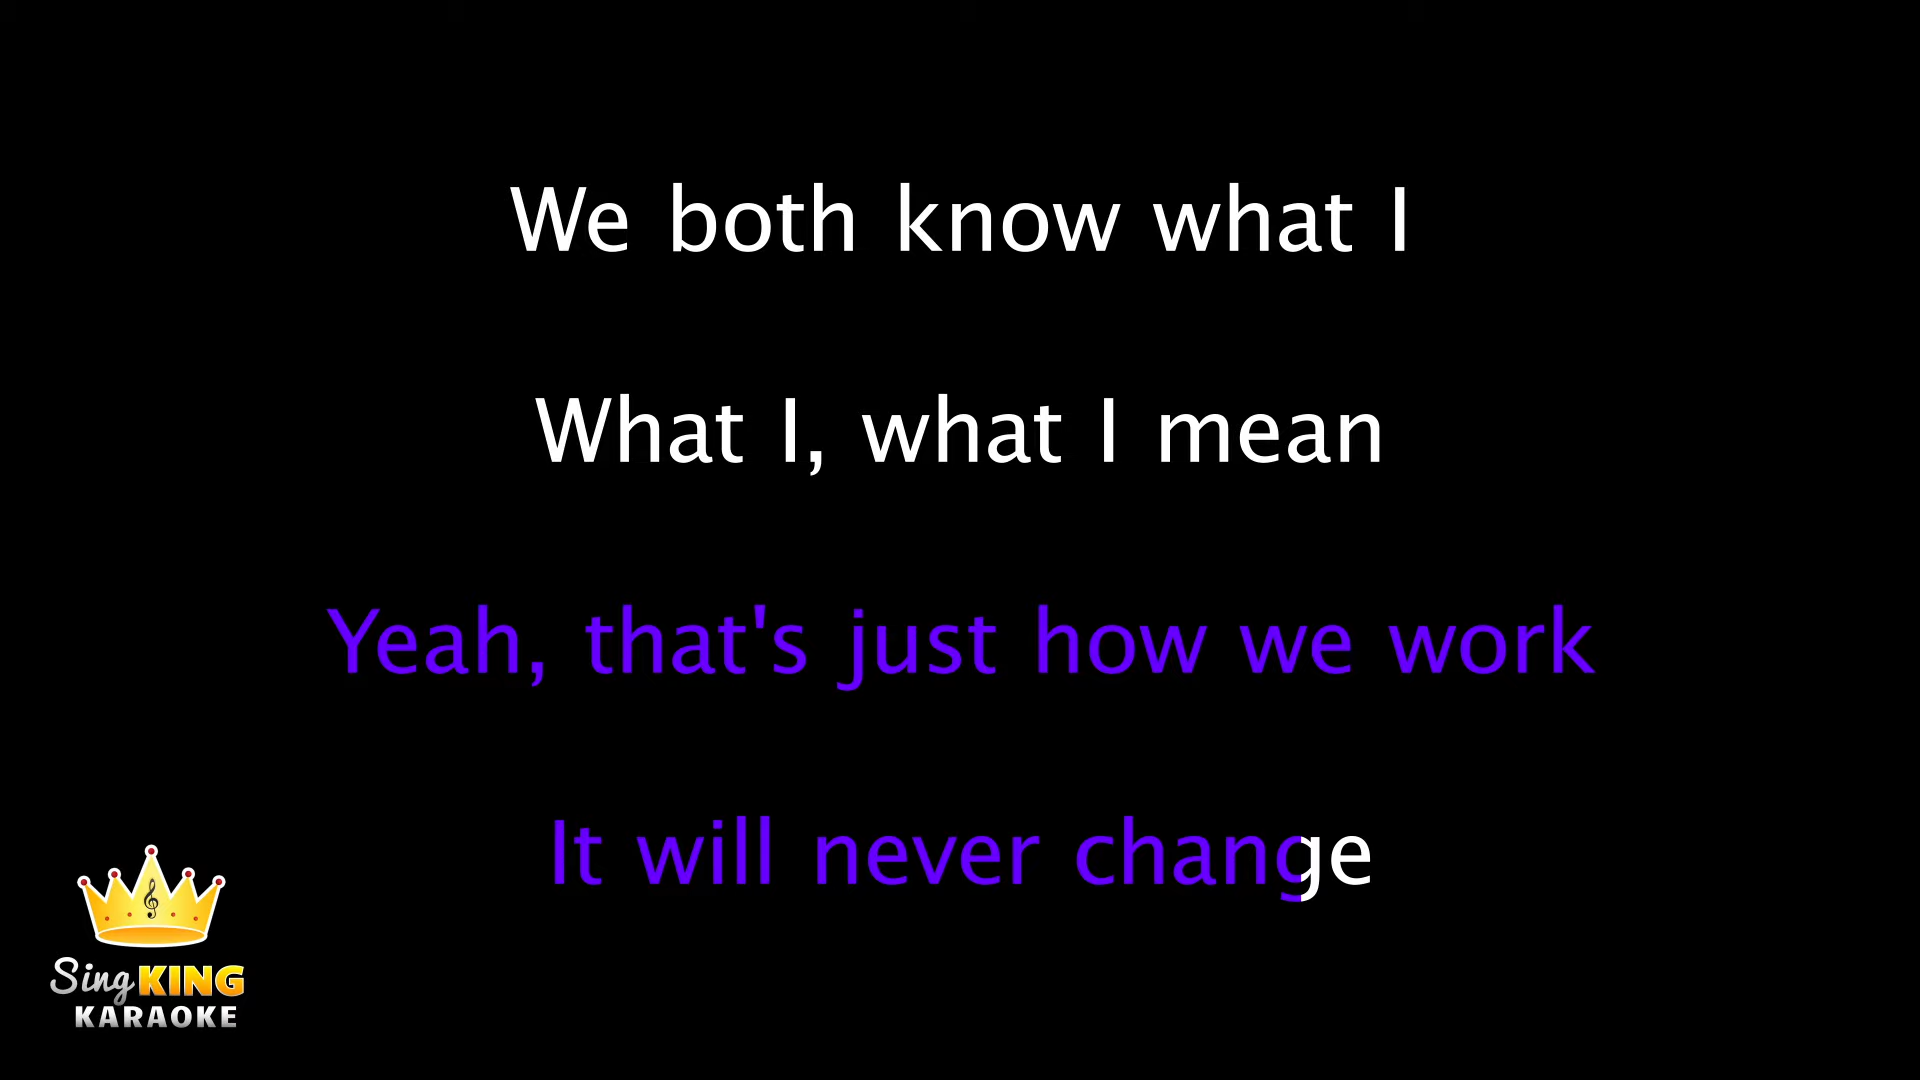 We both know what I
What I, what I mean
Yeah, that's just how we work
It will never change
Sing KING
KARAOKE